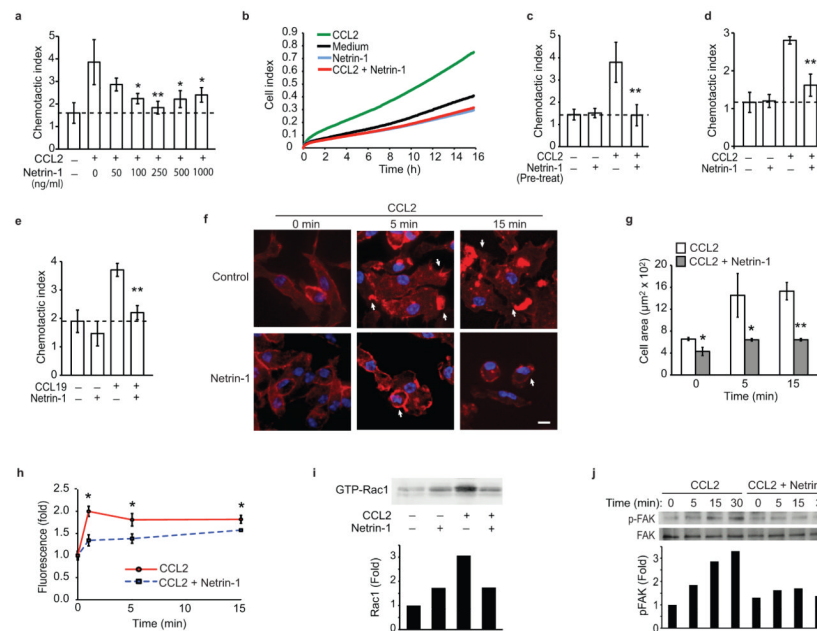 a
Chemotactic index
5
4
3
2
1
0
CCL2 – + + + + + +
Netrin-1 – 0 50 100 250 500 1000
(ng/ml)
* ** * *
b
Cell index
0.9
0.8
0.7
0.6
0.5
0.4
0.3
0.2
0.1
0
CCL2
Medium
Netrin-1
CCL2 + Netrin-1
0 2 4 6 8 10 12 14 16
Time (h)
c
Chemotactic index
5
4
3
2
1
0
**
CCL2 – – + +
Netrin-1 – + – +
(Pre-treat)
d
Chemotactic index
3
2
1
0
**
CCL2 – – + +
Netrin-1 – + – +
e
Chemotactic index
5
4
3
2
1
0
**
CCL19 – – + +
Netrin-1 – + – +
f
CCL2
0 min 5 min 15 min
Control
Netrin-1
g
CCL2
CCL2 + Netrin-1
Cell area (µm² x 10²)
20
16
12
8
4
0
* * **
0 5 15
Time (min)
h
Fluorescence (fold)
2.5
2.0
1.5
1.0
0.5
0
* * *
CCL2
CCL2 + Netrin-1
0 5 10 15
Time (min)
i
GTP-Rac1
CCL2 – – + +
Netrin-1 – + – +
Rac1 (Fold)
3
2
1
0
j
CCL2 CCL2 + Netrin
Time (min): 0 5 15 30 0 5 15
p-FAK
FAK
pFAK (Fold)
3
2
1
0